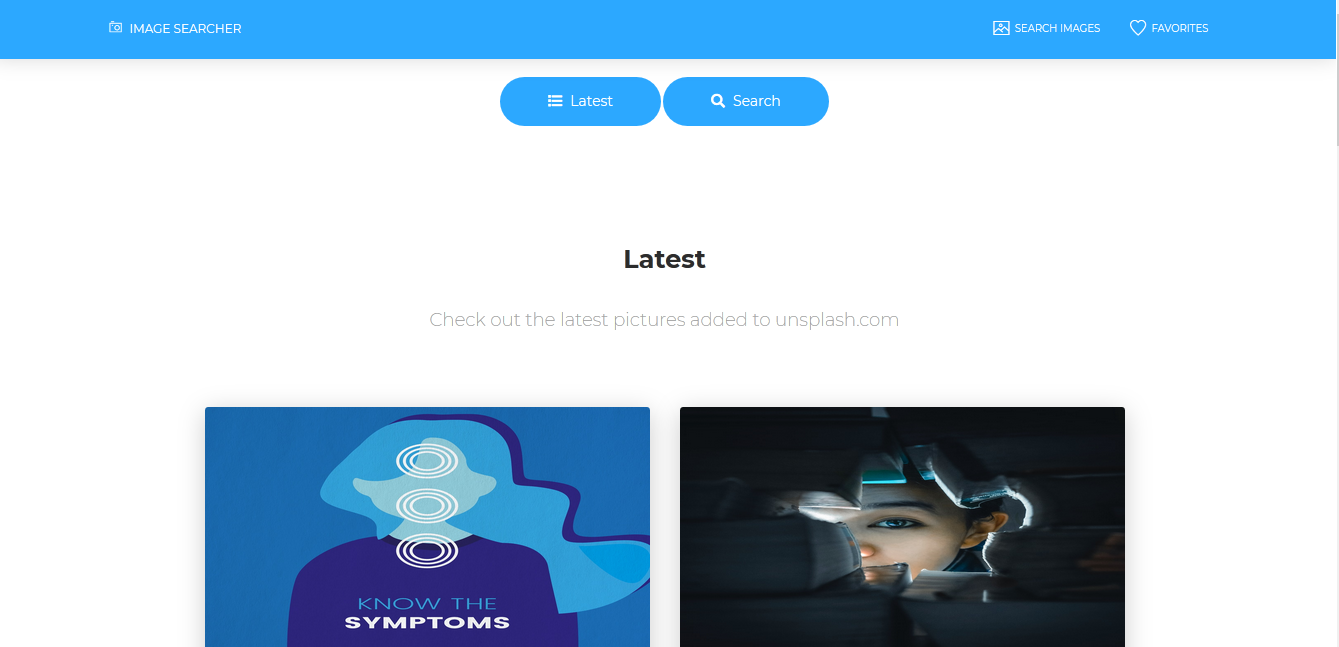 IMAGE SEARCHER
SEARCH IMAGES
FAVORITES
Latest
Search
Latest
Check out the latest pictures added to unsplash.com
KNOW THE
SYMPTOMS